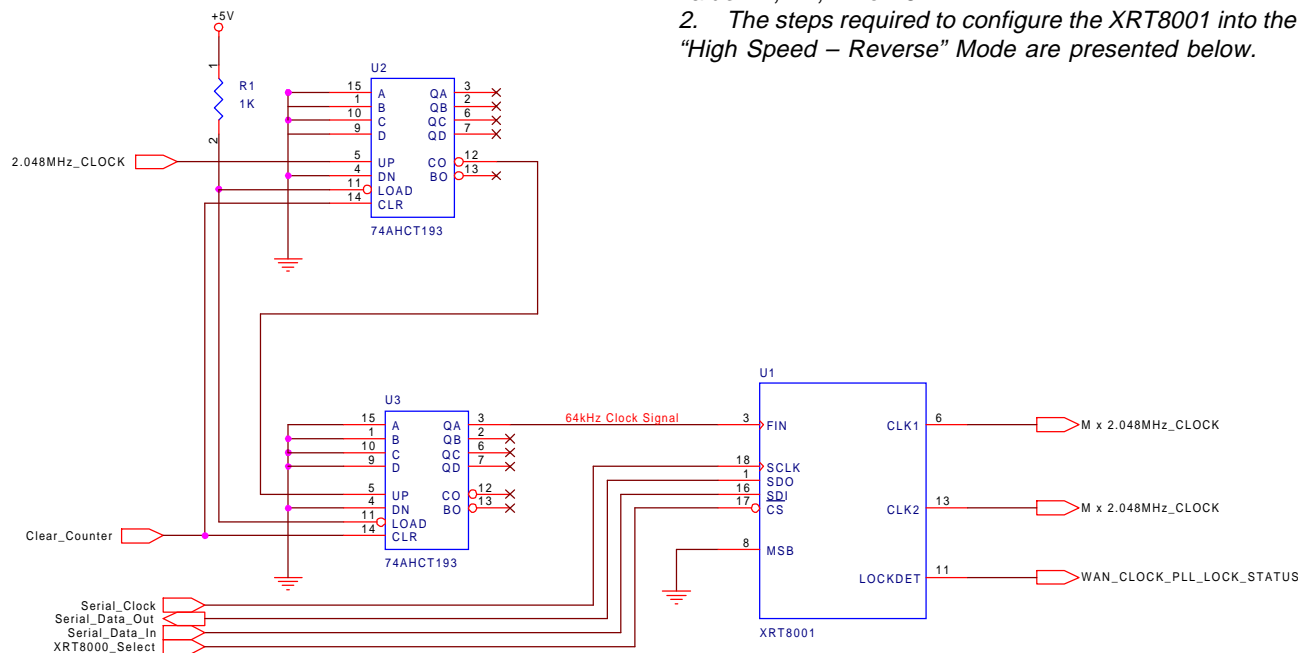 2. The steps required to configure the XRT8001 into the
“High Speed – Reverse” Mode are presented below.
+5V
1
R1
1K
2
2.048MHz_CLOCK
U2
15 A QA 3
1 B QB 2
10 C QC 6
9 D QD 7
5 UP CO 12
4 DN BO 13
11 LOAD
14 CLR
74AHCT193
U3
15 A QA 3
1 B QB 2
10 C QC 6
9 D QD 7
5 UP CO 12
4 DN BO 13
11 LOAD
14 CLR
74AHCT193
64kHz Clock Signal
Clear_Counter
Serial_Clock
Serial_Data_Out
Serial_Data_In
XRT8000_Select
U1
3 FIN CLK1 6
18 SCLK
1 SDO
16 SDI
17 CS CLK2 13
8 MSB
LOCKDET 11
XRT8001
M x 2.048MHz_CLOCK
M x 2.048MHz_CLOCK
WAN_CLOCK_PLL_LOCK_STATUS